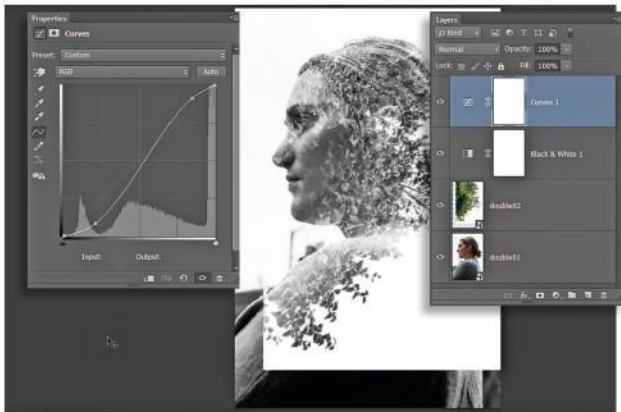 Properties
Curves
Preset: Custom
RGB
Auto
Input: Output:
Layers
Kind
Normal
Opacity: 100%
Lock:
Fill: 100%
Curves 1
Black & White 1
double02
double01
fx